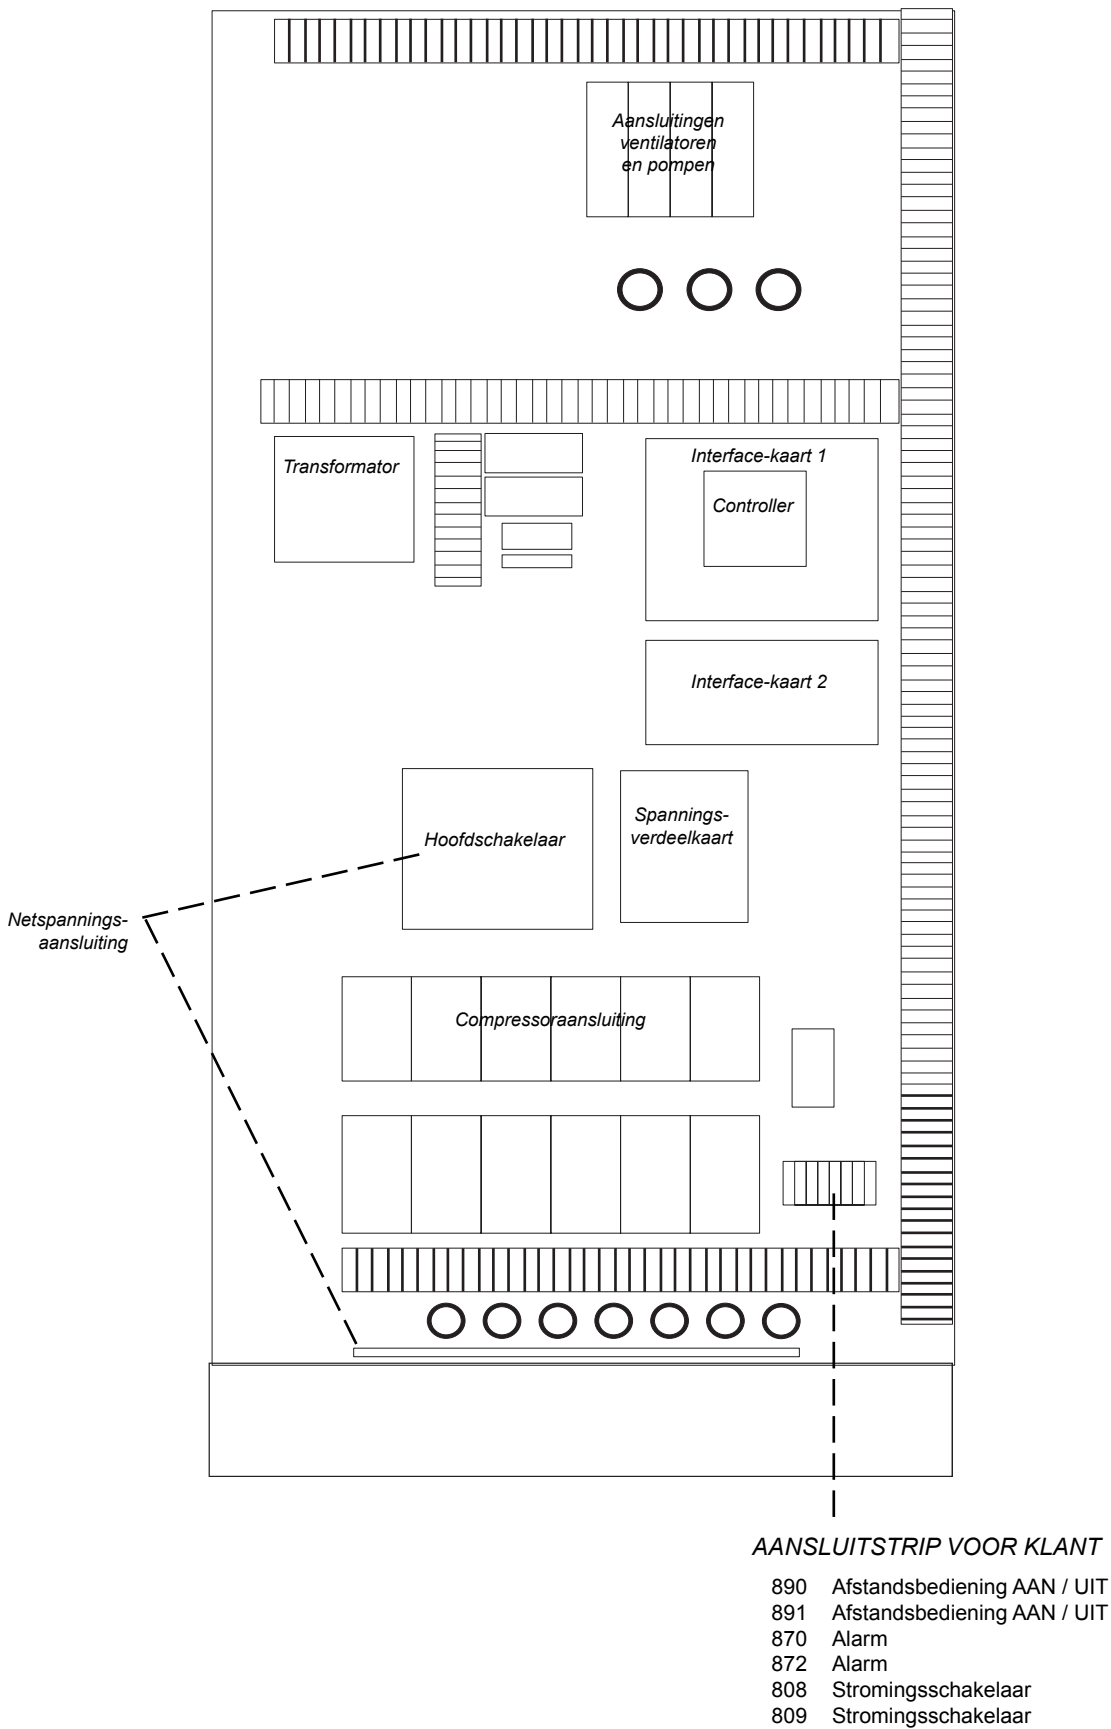 Aansluitingen
ventilatoren
en pompen
Transformator
Interface-kaart 1
Controller
Interface-kaart 2
Hoofdschakelaar
Spannings-
verdeelkaart
Netspannings-
aansluiting
Compressoraansluiting
AANSLUITSTRIP VOOR KLANT
890 Afstandsbediening AAN / UIT
891 Afstandsbediening AAN / UIT
870 Alarm
872 Alarm
808 Stromingsschakelaar
809 Stromingsschakelaar